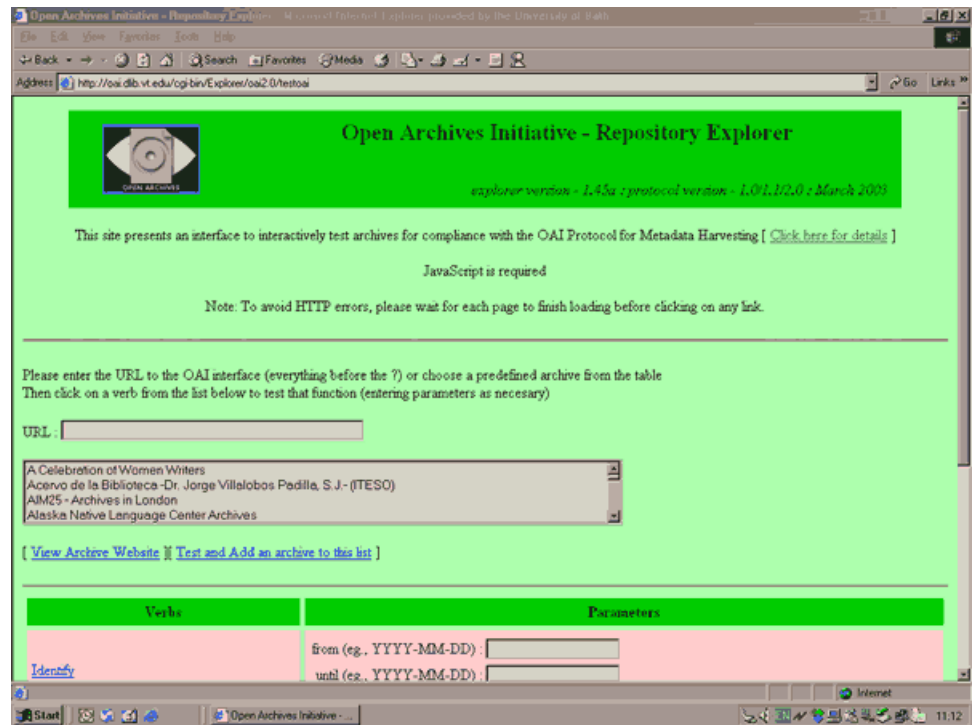 Open Archives Initiative - Repository Explorer - Microsoft Internet Explorer provided by the University of Bath
File Edit View Favorites Tools Help
Back Search Favorites Media
Address http://oai.dlb.vt.edu/cgi-bin/Explorer/oai2.0/testoai Go Links »
Open Archives Initiative - Repository Explorer
OPEN ARCHIVES
explorer version - 1.45a : protocol version - 1.0/1.1/2.0 : March 2003
This site presents an interface to interactively test archives for compliance with the OAI Protocol for Metadata Harvesting [ Click here for details ]
JavaScript is required
Note: To avoid HTTP errors, please wait for each page to finish loading before clicking on any link.
Please enter the URL to the OAI interface (everything before the ?) or choose a predefined archive from the table
Then click on a verb from the list below to test that function (entering parameters as necesary)
URL :
A Celebration of Women Writers
Acervo de la Biblioteca -Dr. Jorge Villalobos Padilla, S.J.- (ITESO)
AIM25 - Archives in London
Alaska Native Language Center Archives
[ View Archive Website ][ Test and Add an archive to this list ]
Verbs Parameters
from (eg., YYYY-MM-DD) :
Identify
until (eg., YYYY-MM-DD) :
Internet
Start Open Archives Initiative - ... 11:12